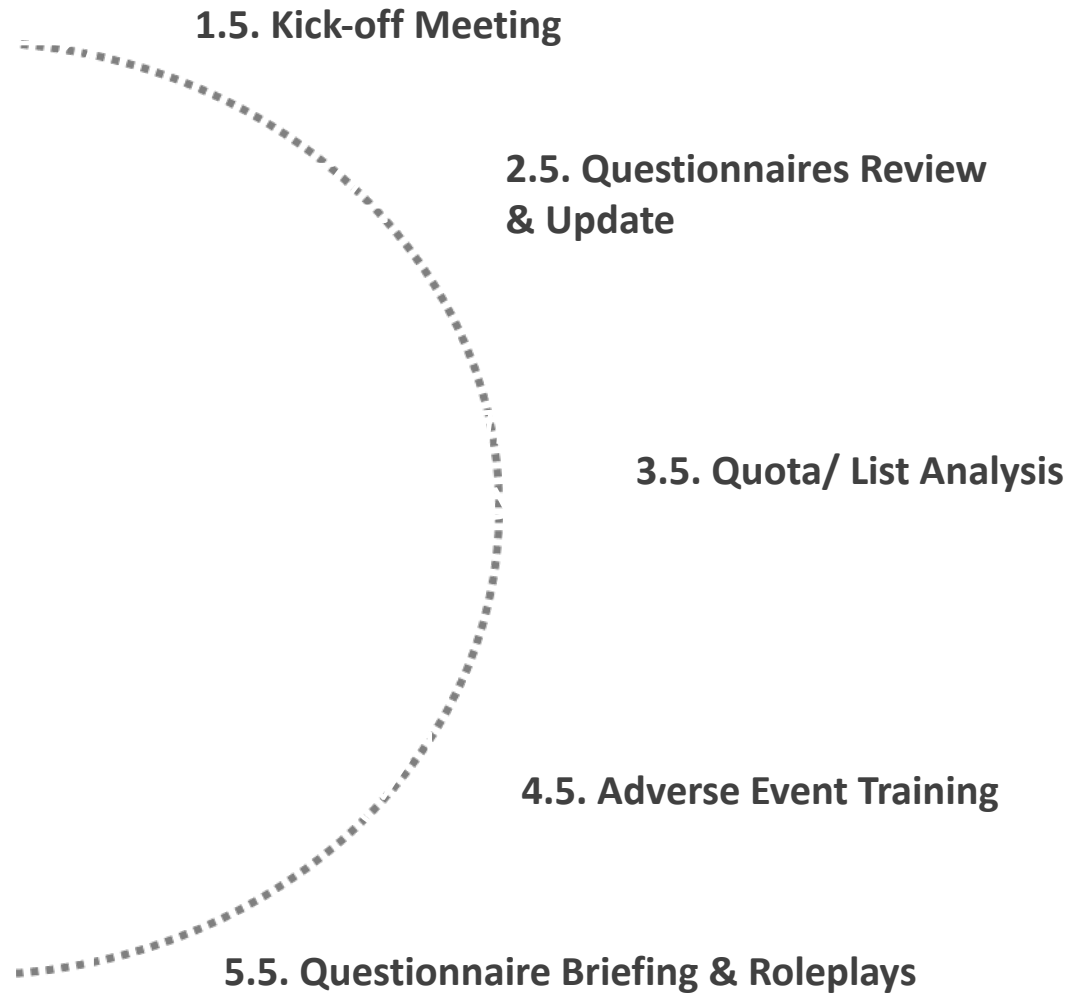 1.5. Kick-off Meeting
2.5. Questionnaires Review
& Update
3.5. Quota/ List Analysis
4.5. Adverse Event Training
5.5. Questionnaire Briefing & Roleplays